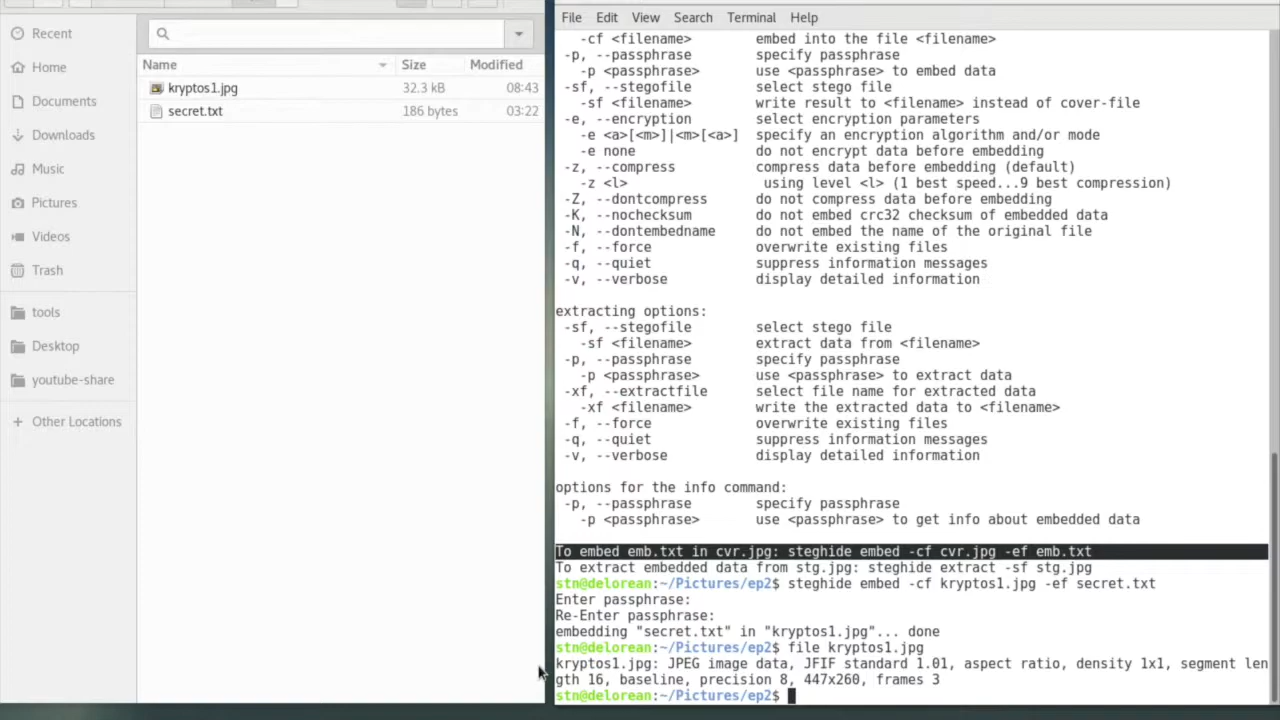 Recent
Home
Documents
Downloads
Music
Pictures
Videos
Trash
tools
Desktop
youtube-share
+ Other Locations
Name Size Modified
kryptos1.jpg 32.3 kB 08:43
secret.txt 186 bytes 03:22
File Edit View Search Terminal Help
-cf <filename> embed into the file <filename>
-p, --passphrase specify passphrase
-p <passphrase> use <passphrase> to embed data
-sf, --stegofile select stego file
-sf <filename> write result to <filename> instead of cover-file
-e, --encryption select encryption parameters
-e <a>[<m>]|<m>[<a>] specify an encryption algorithm and/or mode
-e none do not encrypt data before embedding
-z, --compress compress data before embedding (default)
-z <l> using level <l> (1 best speed...9 best compression)
-Z, --dontcompress do not compress data before embedding
-K, --nochecksum do not embed crc32 checksum of embedded data
-N, --dontembedname do not embed the name of the original file
-f, --force overwrite existing files
-q, --quiet suppress information messages
-v, --verbose display detailed information
extracting options:
-sf, --stegofile select stego file
-sf <filename> extract data from <filename>
-p, --passphrase specify passphrase
-p <passphrase> use <passphrase> to extract data
-xf, --extractfile select file name for extracted data
-xf <filename> write the extracted data to <filename>
-f, --force overwrite existing files
-q, --quiet suppress information messages
-v, --verbose display detailed information
options for the info command:
-p, --passphrase specify passphrase
-p <passphrase> use <passphrase> to get info about embedded data
To embed emb.txt in cvr.jpg: steghide embed -cf cvr.jpg -ef emb.txt
To extract embedded data from stg.jpg: steghide extract -sf stg.jpg
stn@delorean:~/Pictures/ep2$ steghide embed -cf kryptos1.jpg -ef secret.txt
Enter passphrase:
Re-Enter passphrase:
embedding "secret.txt" in "kryptos1.jpg"... done
stn@delorean:~/Pictures/ep2$ file kryptos1.jpg
kryptos1.jpg: JPEG image data, JFIF standard 1.01, aspect ratio, density 1x1, segment len
gth 16, baseline, precision 8, 447x260, frames 3
stn@delorean:~/Pictures/ep2$